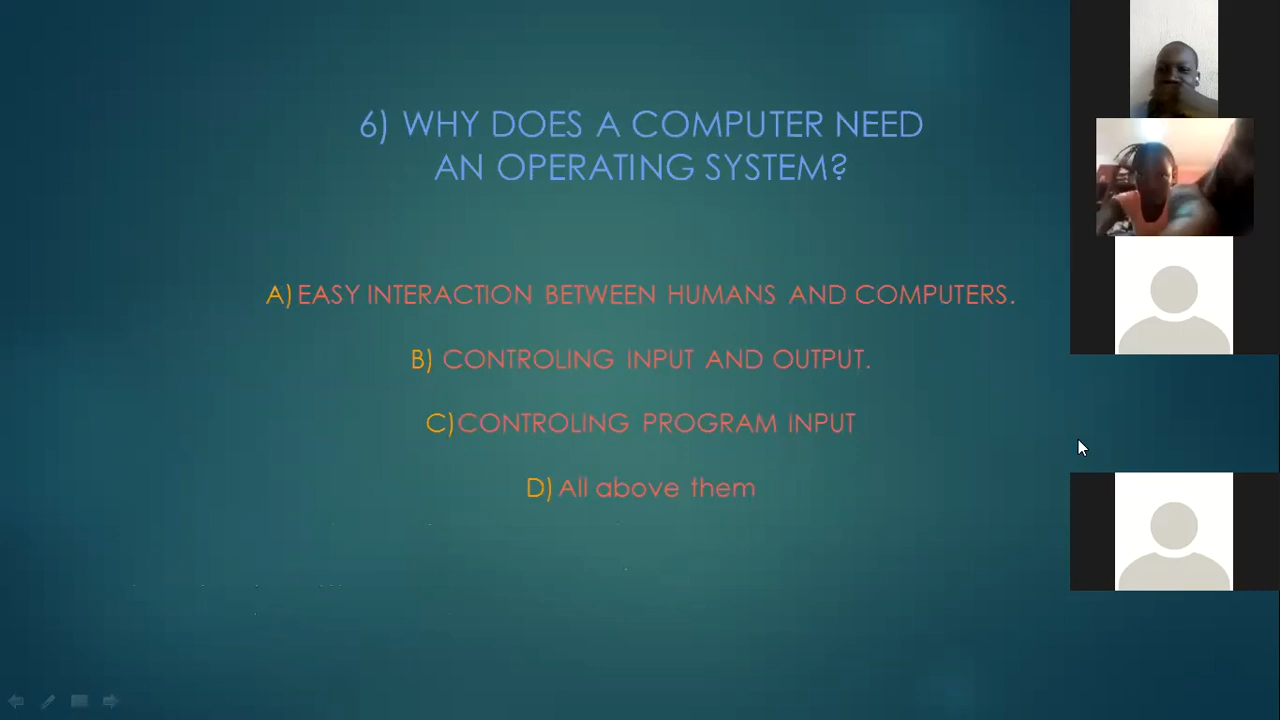 6) WHY DOES A COMPUTER NEED
AN OPERATING SYSTEM?
A) EASY INTERACTION BETWEEN HUMANS AND COMPUTERS.
B) CONTROLING INPUT AND OUTPUT.
C)CONTROLING PROGRAM INPUT
D) All above them